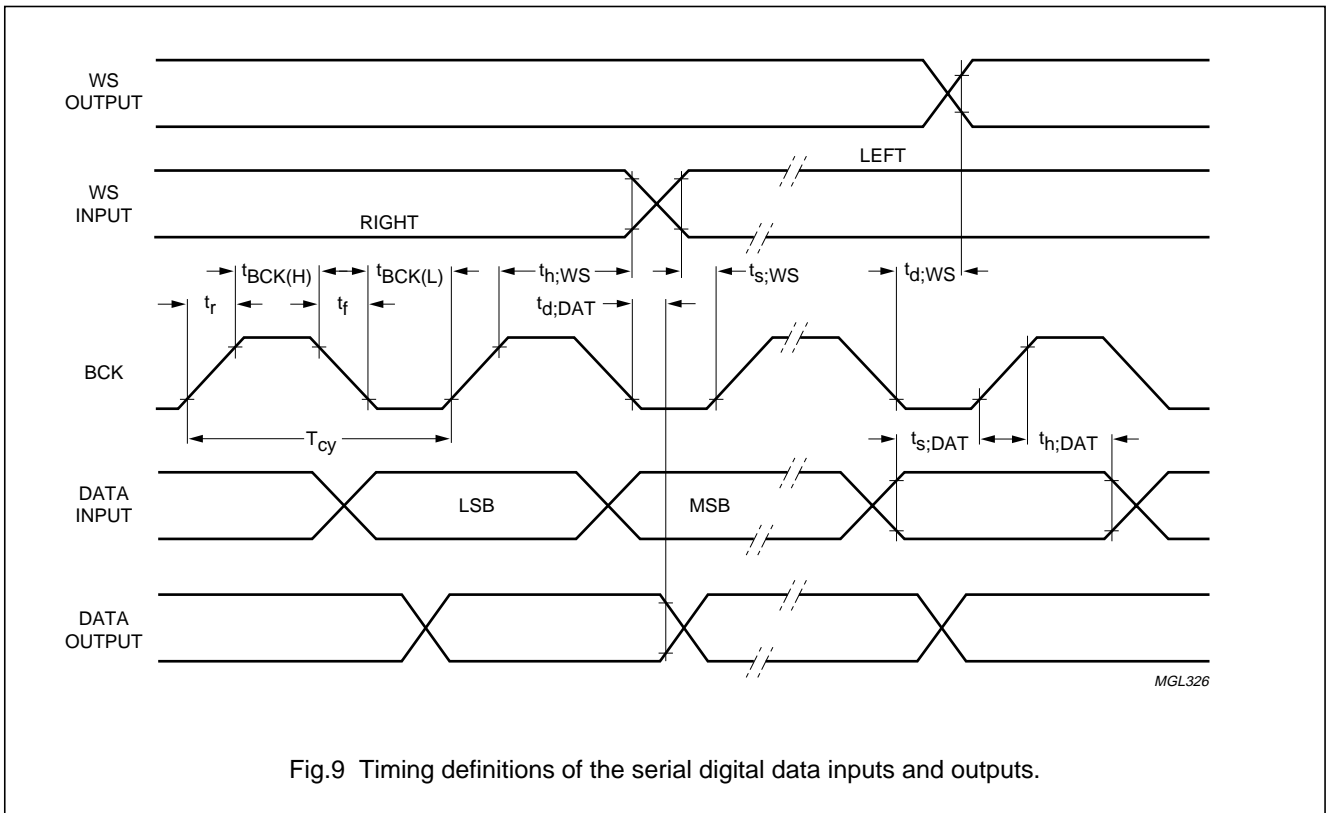 WS
OUTPUT
LEFT
WS
INPUT
RIGHT
tBCK(H)
tBCK(L)
th;WS
ts;WS
td;WS
tr
tf
td;DAT
BCK
Tcy
ts;DAT
th;DAT
DATA
INPUT
LSB
MSB
DATA
OUTPUT
MGL326
Fig.9 Timing definitions of the serial digital data inputs and outputs.